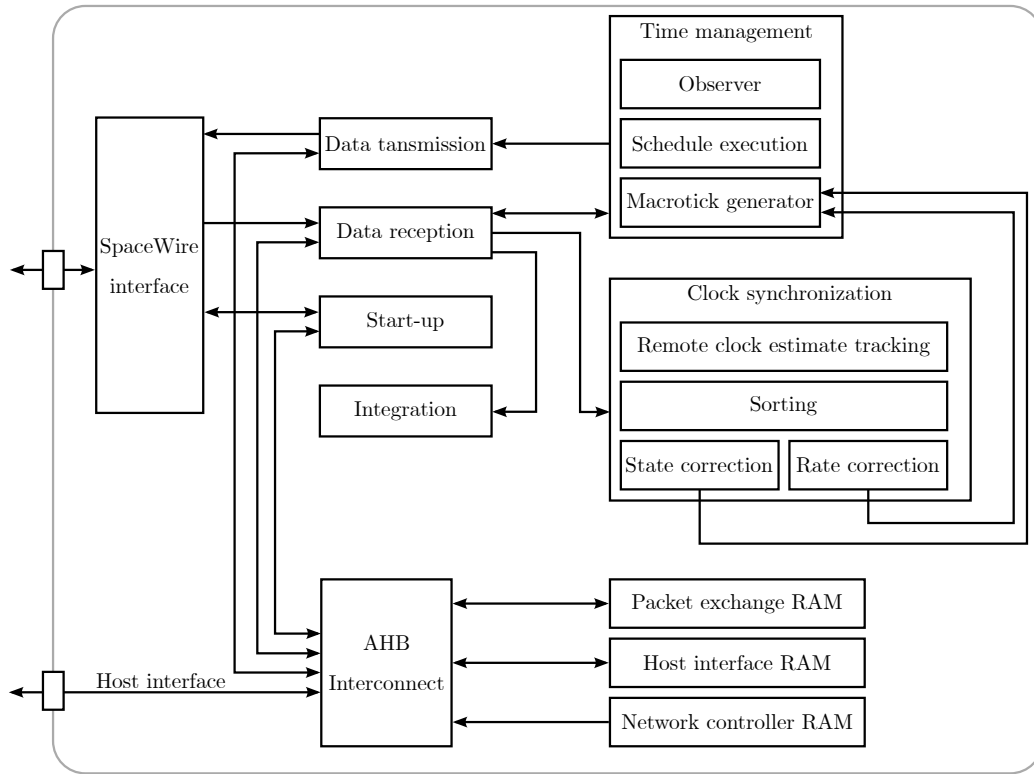 Time management
Observer
Schedule execution
Macrotick generator
Data tansmission
Data reception
SpaceWire
interface
Start-up
Integration
Clock synchronization
Remote clock estimate tracking
Sorting
State correction
Rate correction
AHB
Interconnect
Host interface
Packet exchange RAM
Host interface RAM
Network controller RAM